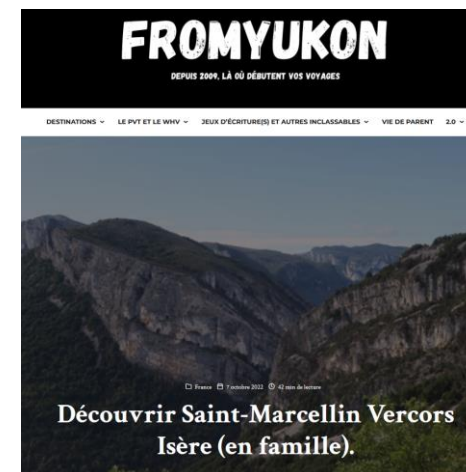 FROMYUKON
DEPUIS 2009, LÀ OÙ DÉBUTENT VOS VOYAGES
DESTINATIONS LE PVT ET LE WHV JEUX D'ÉCRITURE(S) ET AUTRES INCLASSABLES VIE DE PARENT 2.0
France 7 octobre 2022 42 min de lecture
Découvrir Saint-Marcellin Vercors
Isère (en famille).